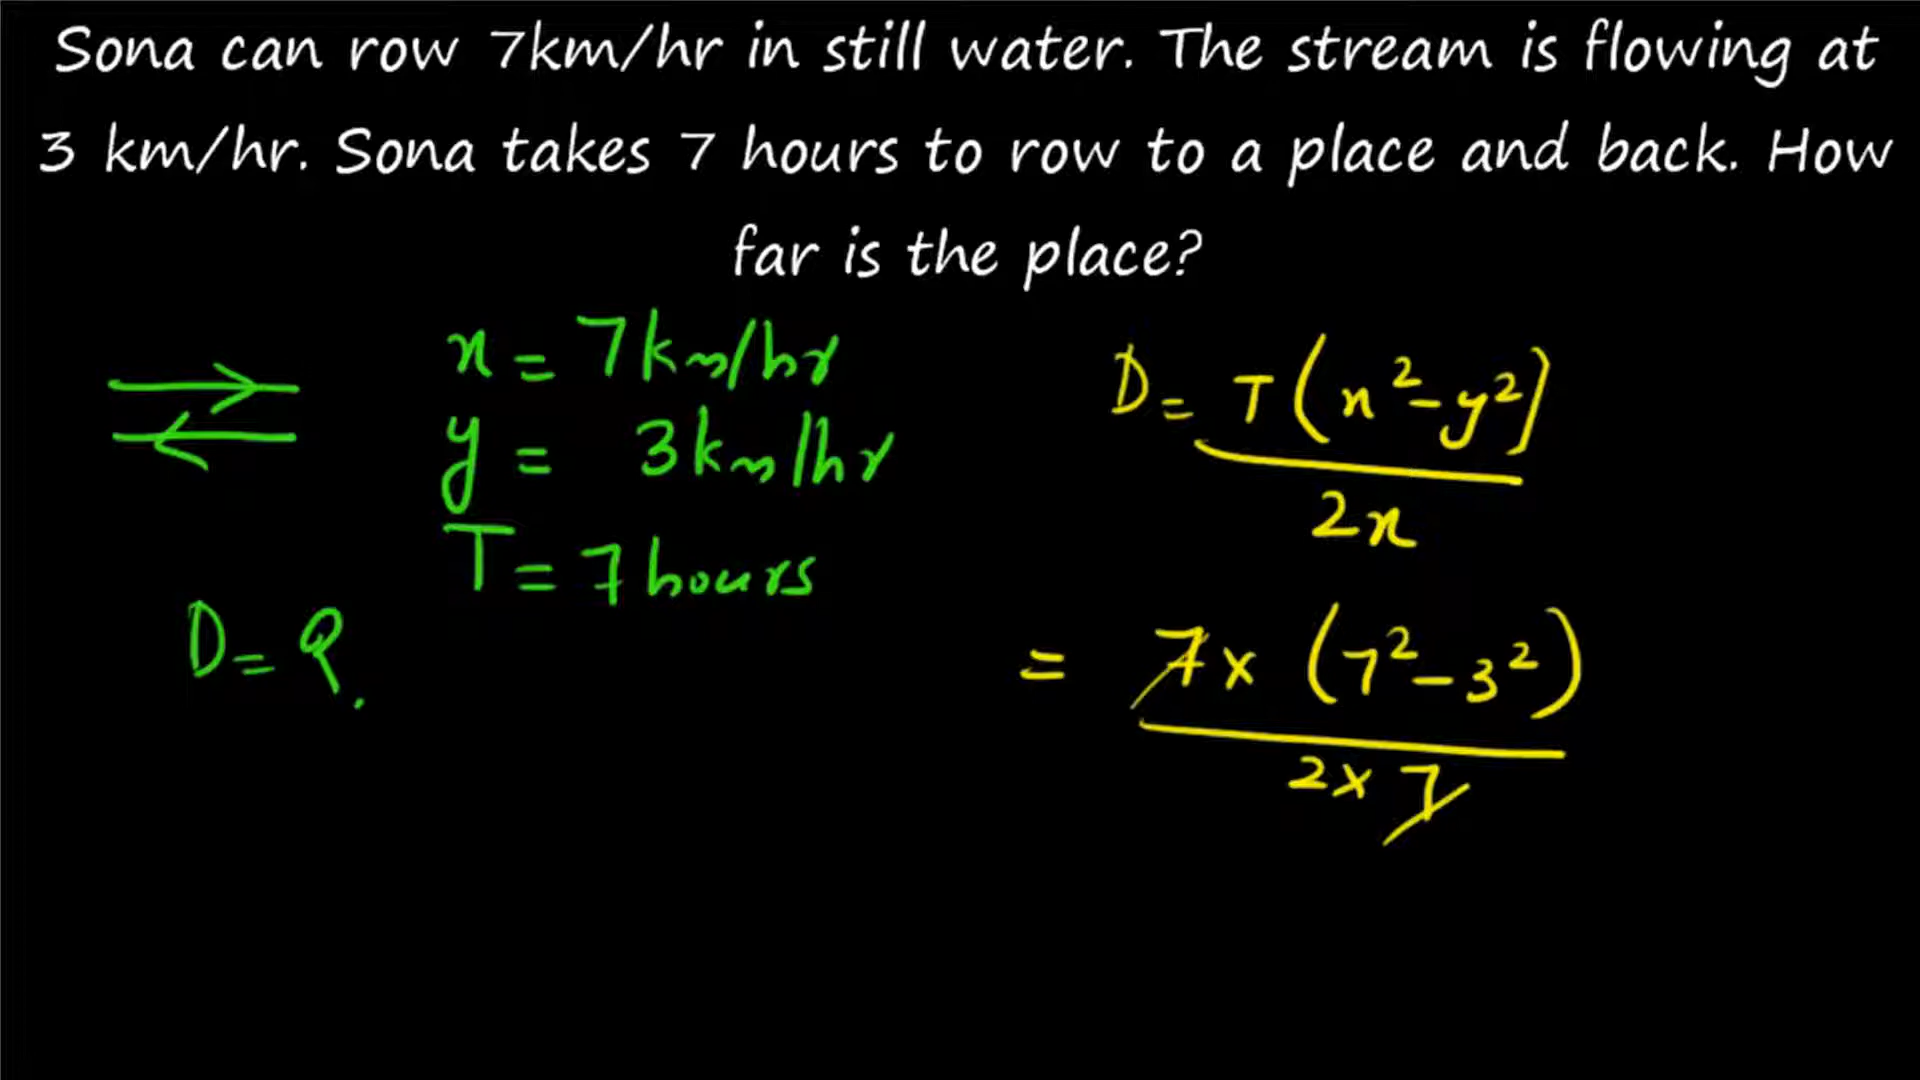 Sona can row 7km/hr in still water. The stream is flowing at
3 km/hr. Sona takes 7 hours to row to a place and back. How
far is the place?
x = 7km/hr
y = 3km/hr
T = 7hours
D = ?
D = T(x²-y²)
2x
= 7x (7²-3²)
2x7